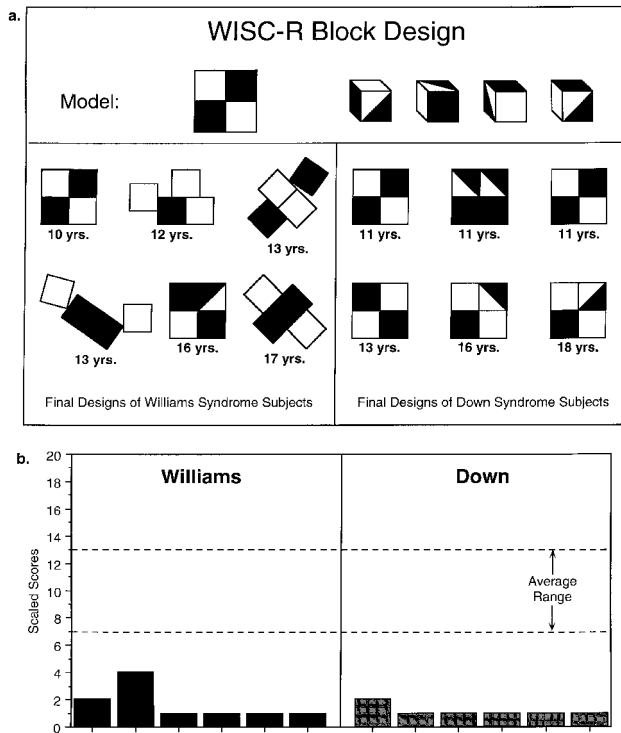 a.
WISC-R Block Design
Model:
10 yrs.
12 yrs.
13 yrs.
11 yrs.
11 yrs.
11 yrs.
13 yrs.
16 yrs.
17 yrs.
13 yrs.
16 yrs.
18 yrs.
Final Designs of Williams Syndrome Subjects
Final Designs of Down Syndrome Subjects
b.
Williams
Down
Scaled Scores
20
18
16
14
12
10
8
6
4
2
0
Average
Range